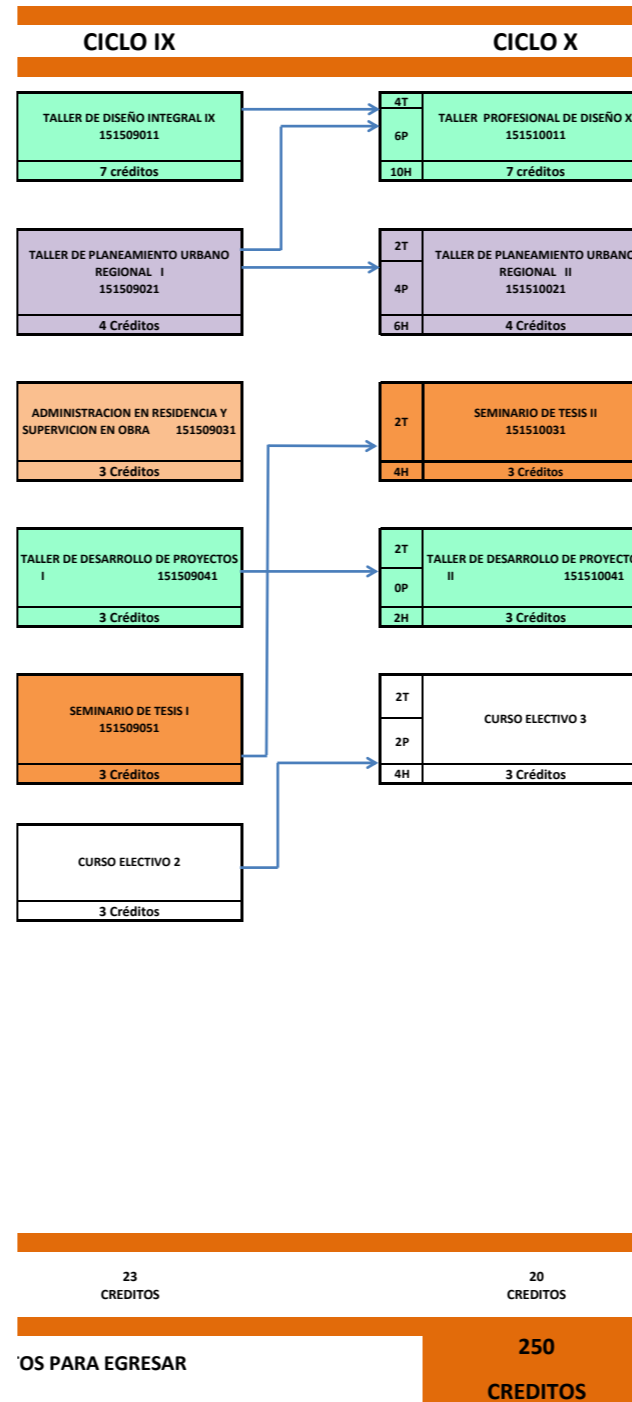 CICLO IX
CICLO X
TALLER DE DISEÑO INTEGRAL IX
151509011
7 créditos
4T
6P
10H
TALLER PROFESIONAL DE DISEÑO X
151510011
7 créditos
TALLER DE PLANEAMIENTO URBANO
REGIONAL I
151509021
4 Créditos
2T
4P
6H
TALLER DE PLANEAMIENTO URBANO
REGIONAL II
151510021
4 Créditos
ADMINISTRACION EN RESIDENCIA Y
SUPERVICION EN OBRA 151509031
3 Créditos
2T
4H
SEMINARIO DE TESIS II
151510031
3 Créditos
TALLER DE DESARROLLO DE PROYECTOS
I 151509041
3 Créditos
2T
0P
2H
TALLER DE DESARROLLO DE PROYECTO
II 151510041
3 Créditos
SEMINARIO DE TESIS I
151509051
3 Créditos
2T
2P
4H
CURSO ELECTIVO 3
3 Créditos
CURSO ELECTIVO 2
3 Créditos
23
CREDITOS
20
CREDITOS
TOS PARA EGRESAR
250
CREDITOS